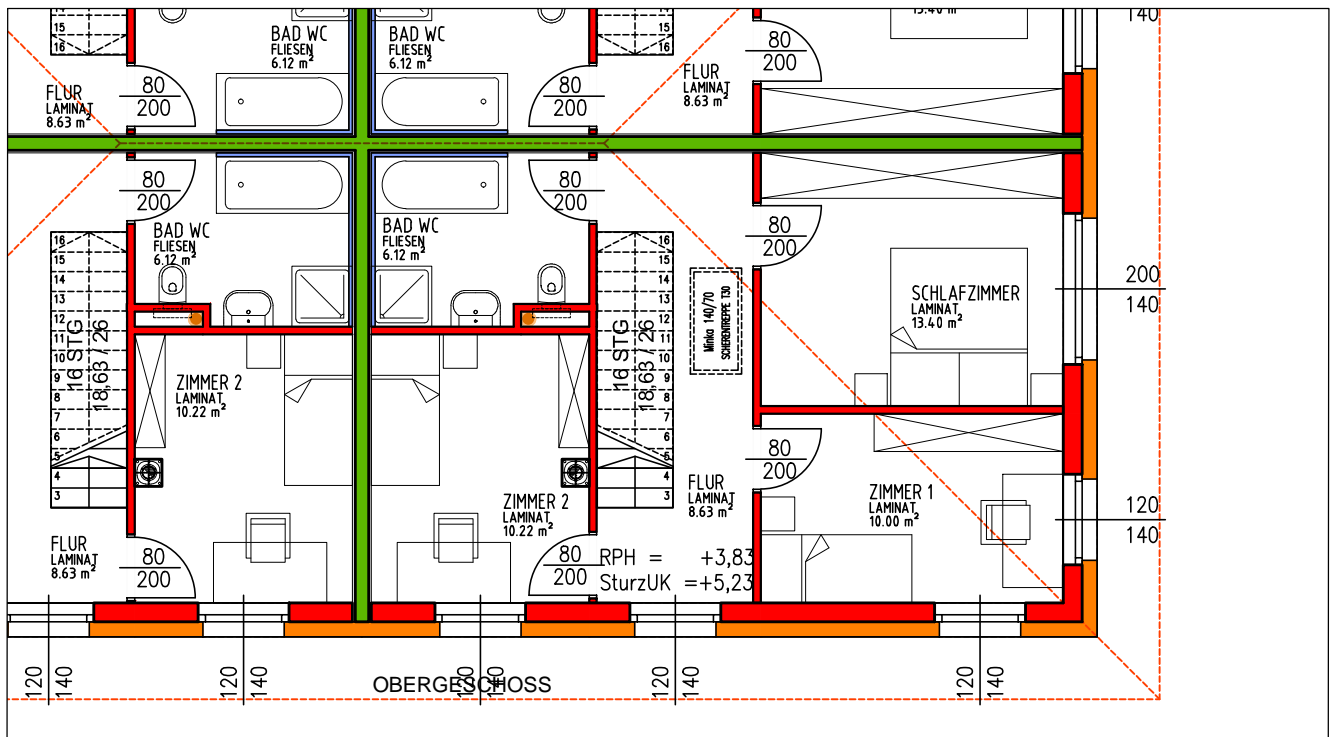 15
16
BAD WC
FLIESEN
6.12 m²
BAD WC
FLIESEN
6.12 m²
15
16
80
200
13.40 m²
140
FLUR
LAMINAT
8.63 m²
80
200
80
200
FLUR
LAMINAT
8.63 m²
80
200
BAD WC
FLIESEN
6.12 m²
BAD WC
FLIESEN
6.12 m²
80
200
80
200
16
15
14
13
12
11
10
9
8
7
6
5
4
3
16 STG
18,63 / 26
16
15
14
13
12
11
10
9
8
7
6
5
4
3
16 STG
18,63 / 26
Minka 140/70
SCHERENTREPPE T30
SCHLAFZIMMER
LAMINAT
13.40 m²
200
140
ZIMMER 2
LAMINAT
10.22 m²
ZIMMER 2
LAMINAT
10.22 m²
80
200
FLUR
LAMINAT
8.63 m²
ZIMMER 1
LAMINAT
10.00 m²
120
140
FLUR
LAMINAT
8.63 m²
80
200
80
200
RPH = +3,83
SturzUK =+5,23
120
140
120
140
120
140
120
140
120
140
OBERGESCHOSS